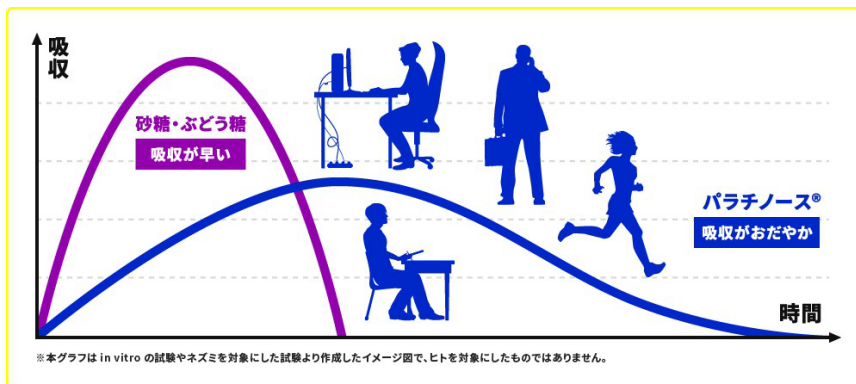 吸収
砂糖・ぶどう糖
吸収が早い
パラチノース®
吸収がおだやか
時間
※本グラフは in vitro の試験やネズミを対象にした試験より作成したイメージ図で、ヒトを対象にしたものではありません。